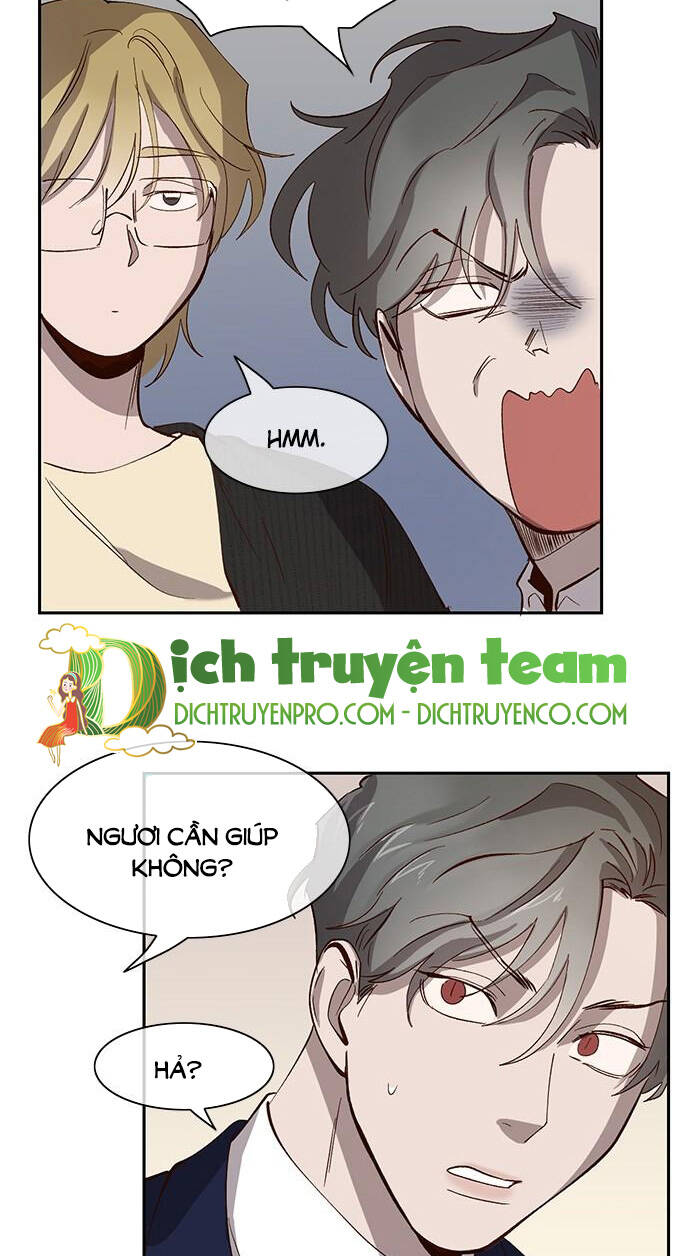 HMM.
Dịch truyện team
DICHTRUYENPRO.COM - DICHTRUYENCO.COM
NGƯƠI CẦN GIÚP
KHÔNG?
HẢ?